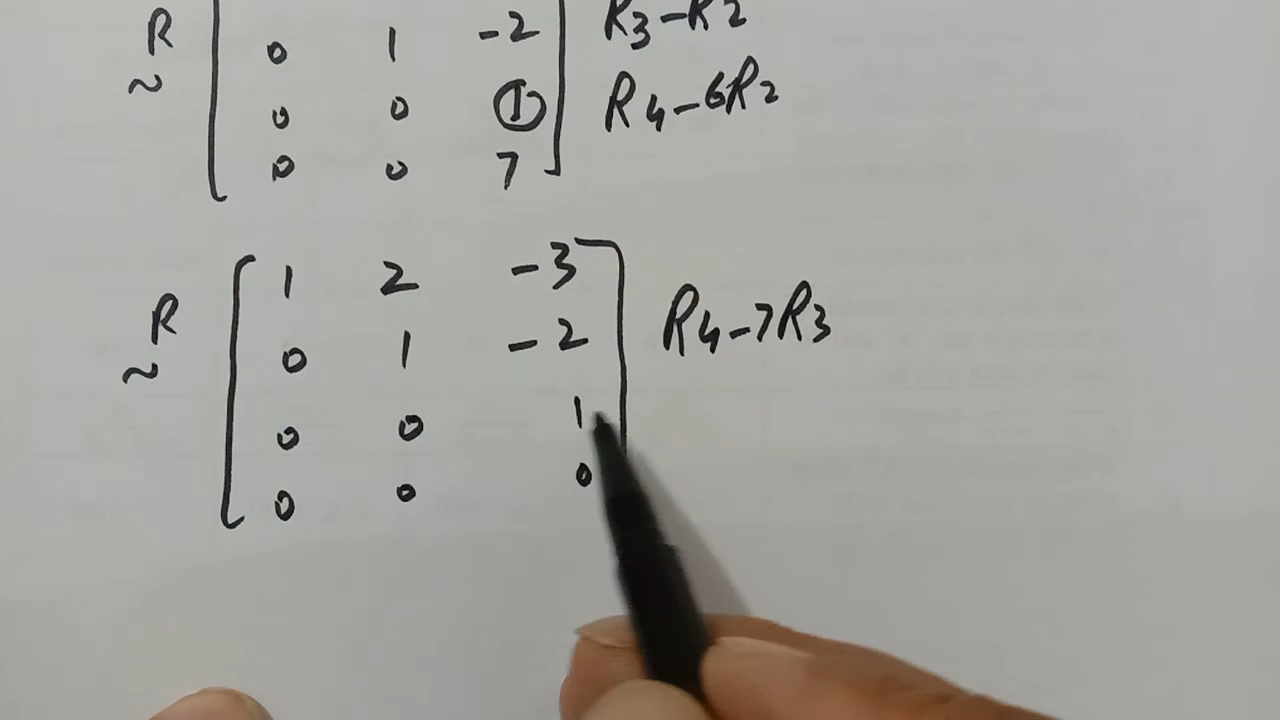 R 0 1 -2 R3-R2
~ 0 0 1 R4-6R2
0 0 7
1 2 -3
R 0 1 -2 R4-7R3
~ 0 0 1
0 0 0